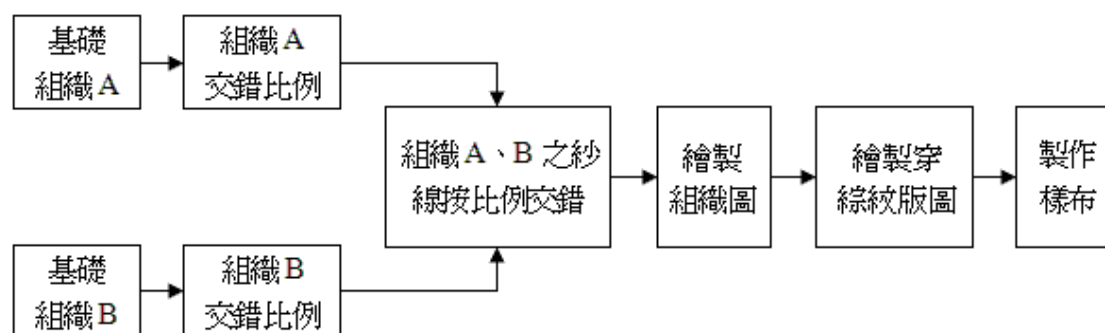 基礎
組織A
組織A
交錯比例
組織A、B之紗
線按比例交錯
繪製
組織圖
繪製穿
綜紋版圖
製作
樣布
基礎
組織B
組織B
交錯比例